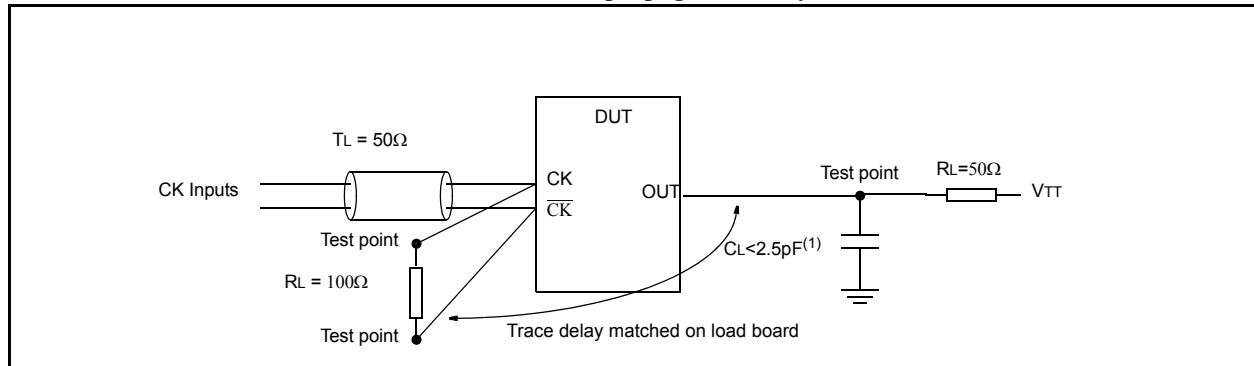 DUT
TL = 50Ω
CK Inputs
CK
CK
OUT
Test point
RL=50Ω
VTT
CL<2.5pF(1)
Test point
RL = 100Ω
Test point
Trace delay matched on load board